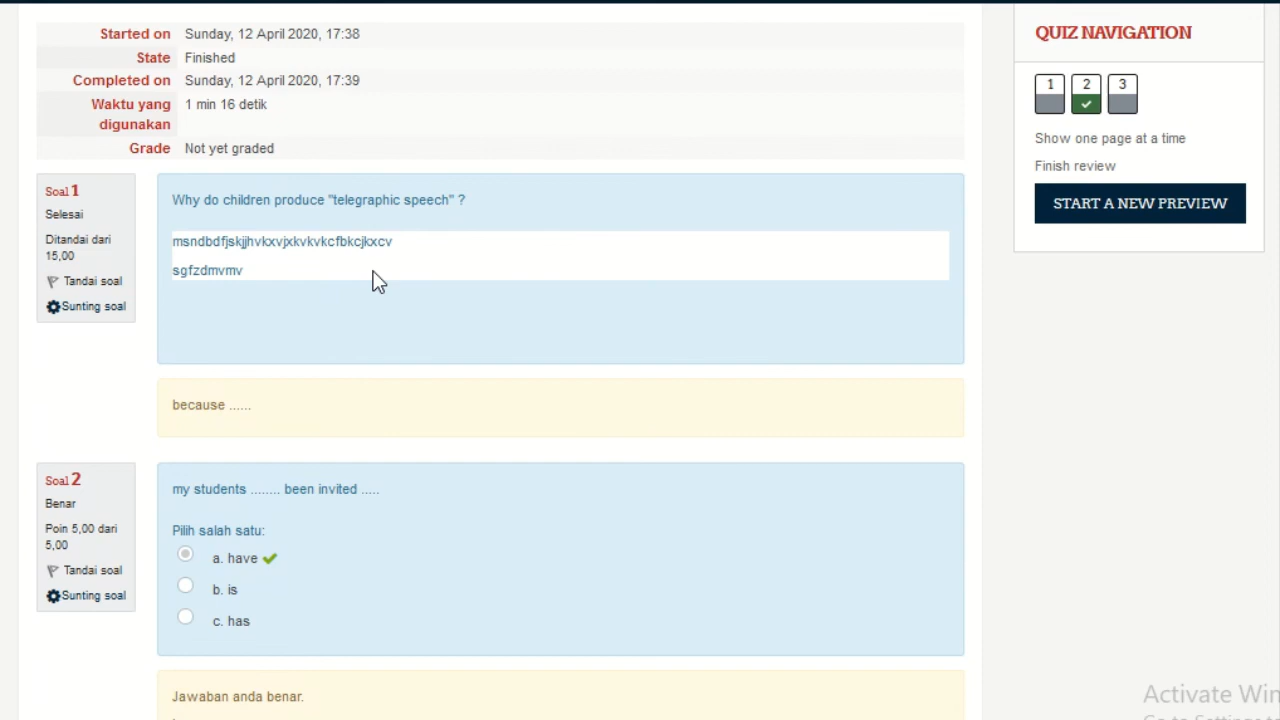 Started on Sunday, 12 April 2020, 17:38
State Finished
Completed on Sunday, 12 April 2020, 17:39
Waktu yang digunakan 1 min 16 detik
Grade Not yet graded
Soal 1
Selesai
Ditandai dari
15,00
Tandai soal
Sunting soal
Why do children produce "telegraphic speech" ?
msndbdfjskjjhvkxvjxkvkvkcfbkcjkxcv
sgfzdmvmv
because ......
Soal 2
Benar
Poin 5,00 dari
5,00
Tandai soal
Sunting soal
my students ........ been invited .....
Pilih salah satu:
a. have
b. is
c. has
Jawaban anda benar.
QUIZ NAVIGATION
1 2 3
Show one page at a time
Finish review
START A NEW PREVIEW
Activate Win